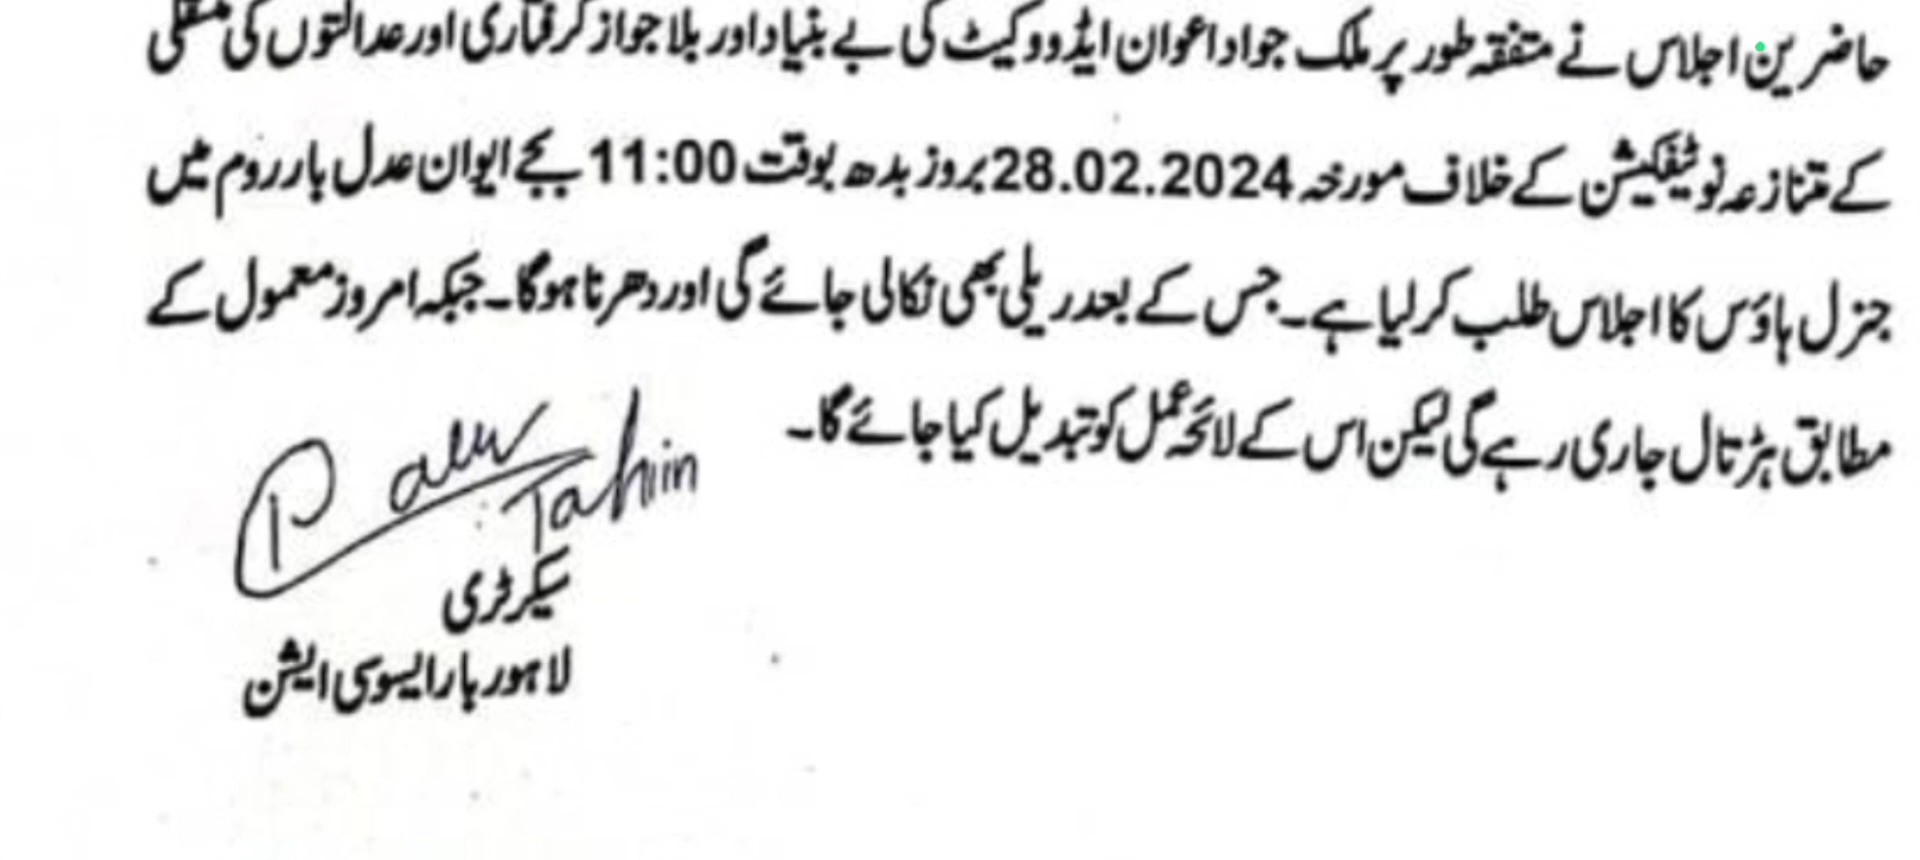 حاضرین اجلاس نے متفقہ طور پر ملک جواد اعوان ایڈووکیٹ کی بے بنیاد اور بلا جواز گرفتاری اور عدالتوں کی منتقلی
کے متنازعہ نوٹیفکیشن کے خلاف مورخہ 28.02.2024 بروز بدھ بوقت 11:00 بجے ایوان عدل بار روم میں
جنرل ہاؤس کا اجلاس طلب کر لیا ہے۔ جس کے بعد ریلی بھی نکالی جائے گی اور دھرنا ہوگا۔ جبکہ امروز معمول کے
مطابق ہڑتال جاری رہے گی لیکن اس کے لائحہ عمل کو تبدیل کیا جائے گا۔
سیکرٹری
لاہور بار ایسوسی ایشن